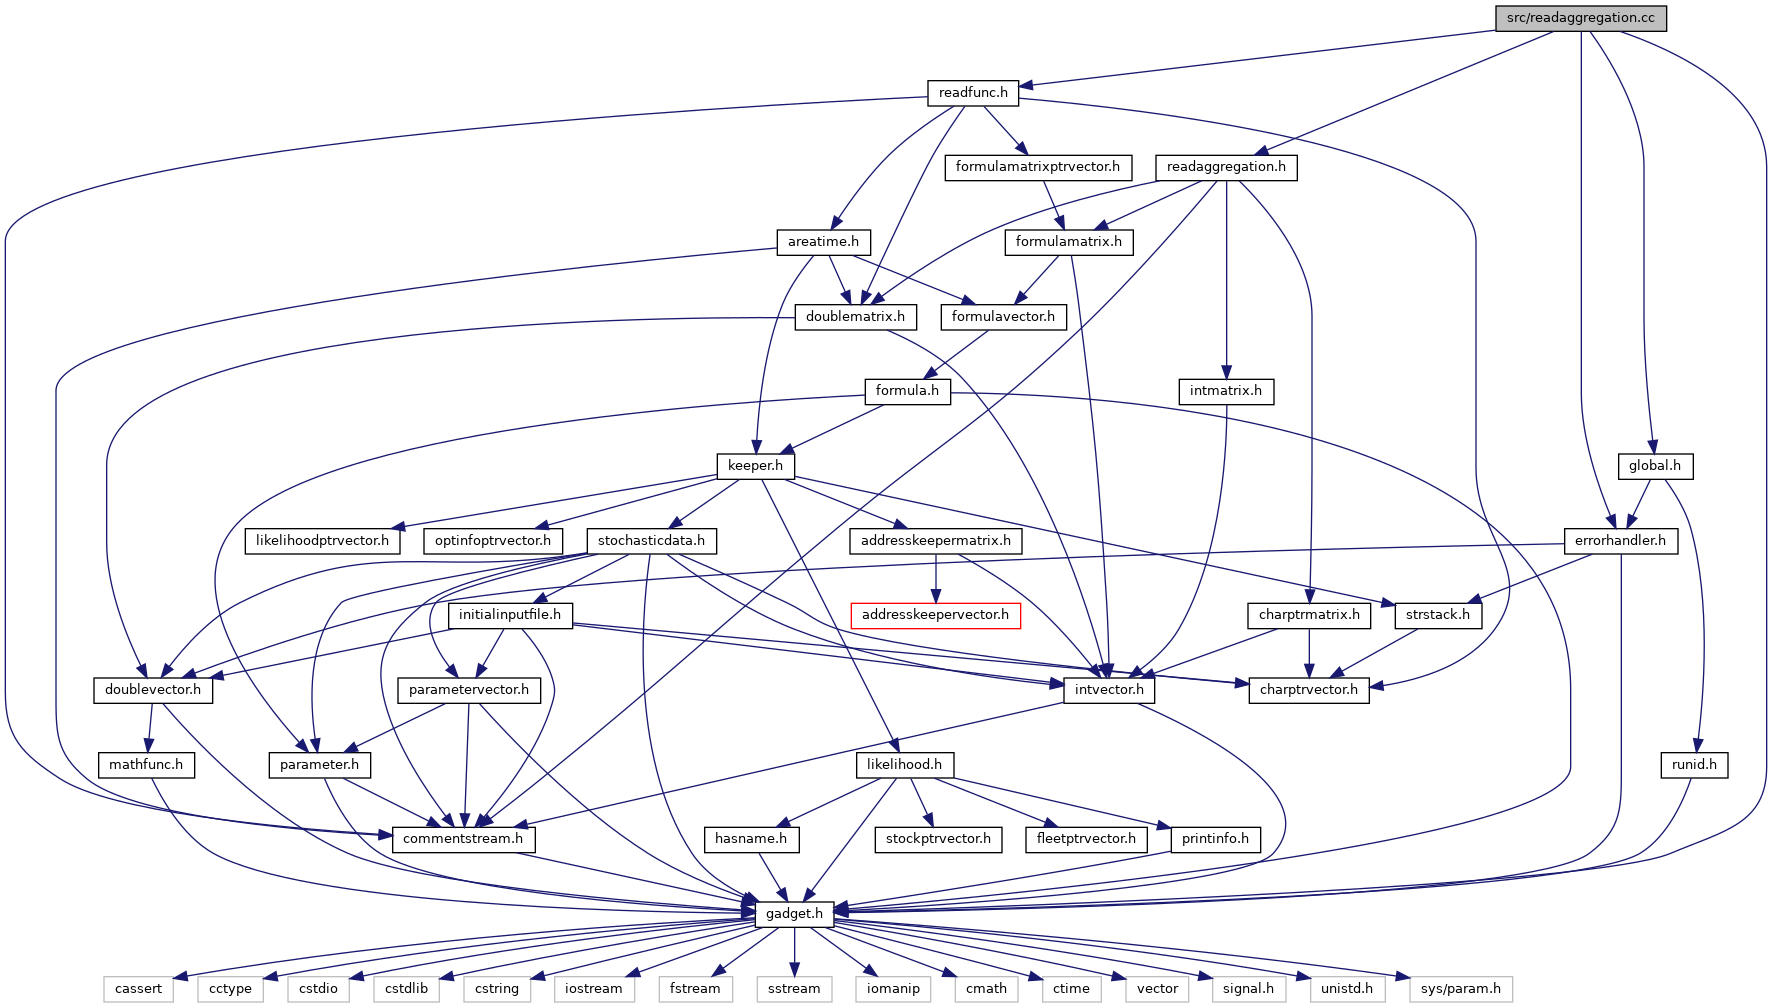 src/readaggregation.cc
readfunc.h
formulamatrixptrvector.h
readaggregation.h
areatime.h
formulamatrix.h
doublematrix.h
formulavector.h
formula.h
intmatrix.h
keeper.h
global.h
likelihoodptrvector.h
optinfoptrvector.h
stochasticdata.h
addresskeepermatrix.h
errorhandler.h
initialinputfile.h
addresskeepervector.h
charptrmatrix.h
strstack.h
doublevector.h
parametervector.h
intvector.h
charptrvector.h
mathfunc.h
parameter.h
likelihood.h
runid.h
commentstream.h
hasname.h
stockptrvector.h
fleetptrvector.h
printinfo.h
gadget.h
cassert
cctype
cstdio
cstdlib
cstring
iostream
fstream
sstream
iomanip
cmath
ctime
vector
signal.h
unistd.h
sys/param.h